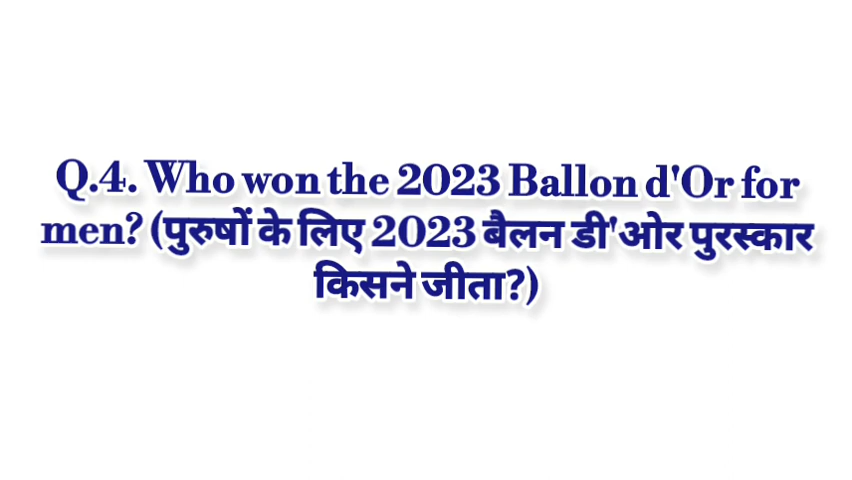 Q.4. Who won the 2023 Ballon d'Or for
men? (पुरुषों के लिए 2023 बैलन डी'ओर पुरस्कार
किसने जीता?)